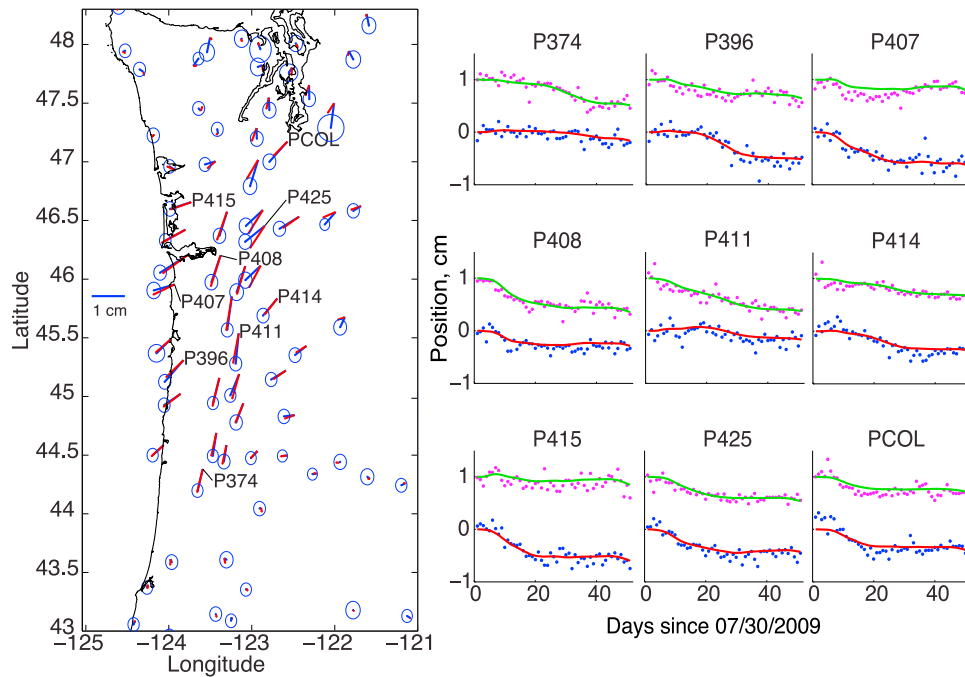 48
47.5
47
46.5
46
45.5
45
44.5
44
43.5
43
−125
−124
−123
−122
−121
Latitude
Longitude
PCOL
P415
P425
P408
P407
P414
P411
P396
P374
1 cm
P374
P396
P407
1
0
−1
P408
P411
P414
1
0
−1
P415
P425
PCOL
1
0
−1
0
20
40
0
20
40
0
20
40
Position, cm
Days since 07/30/2009